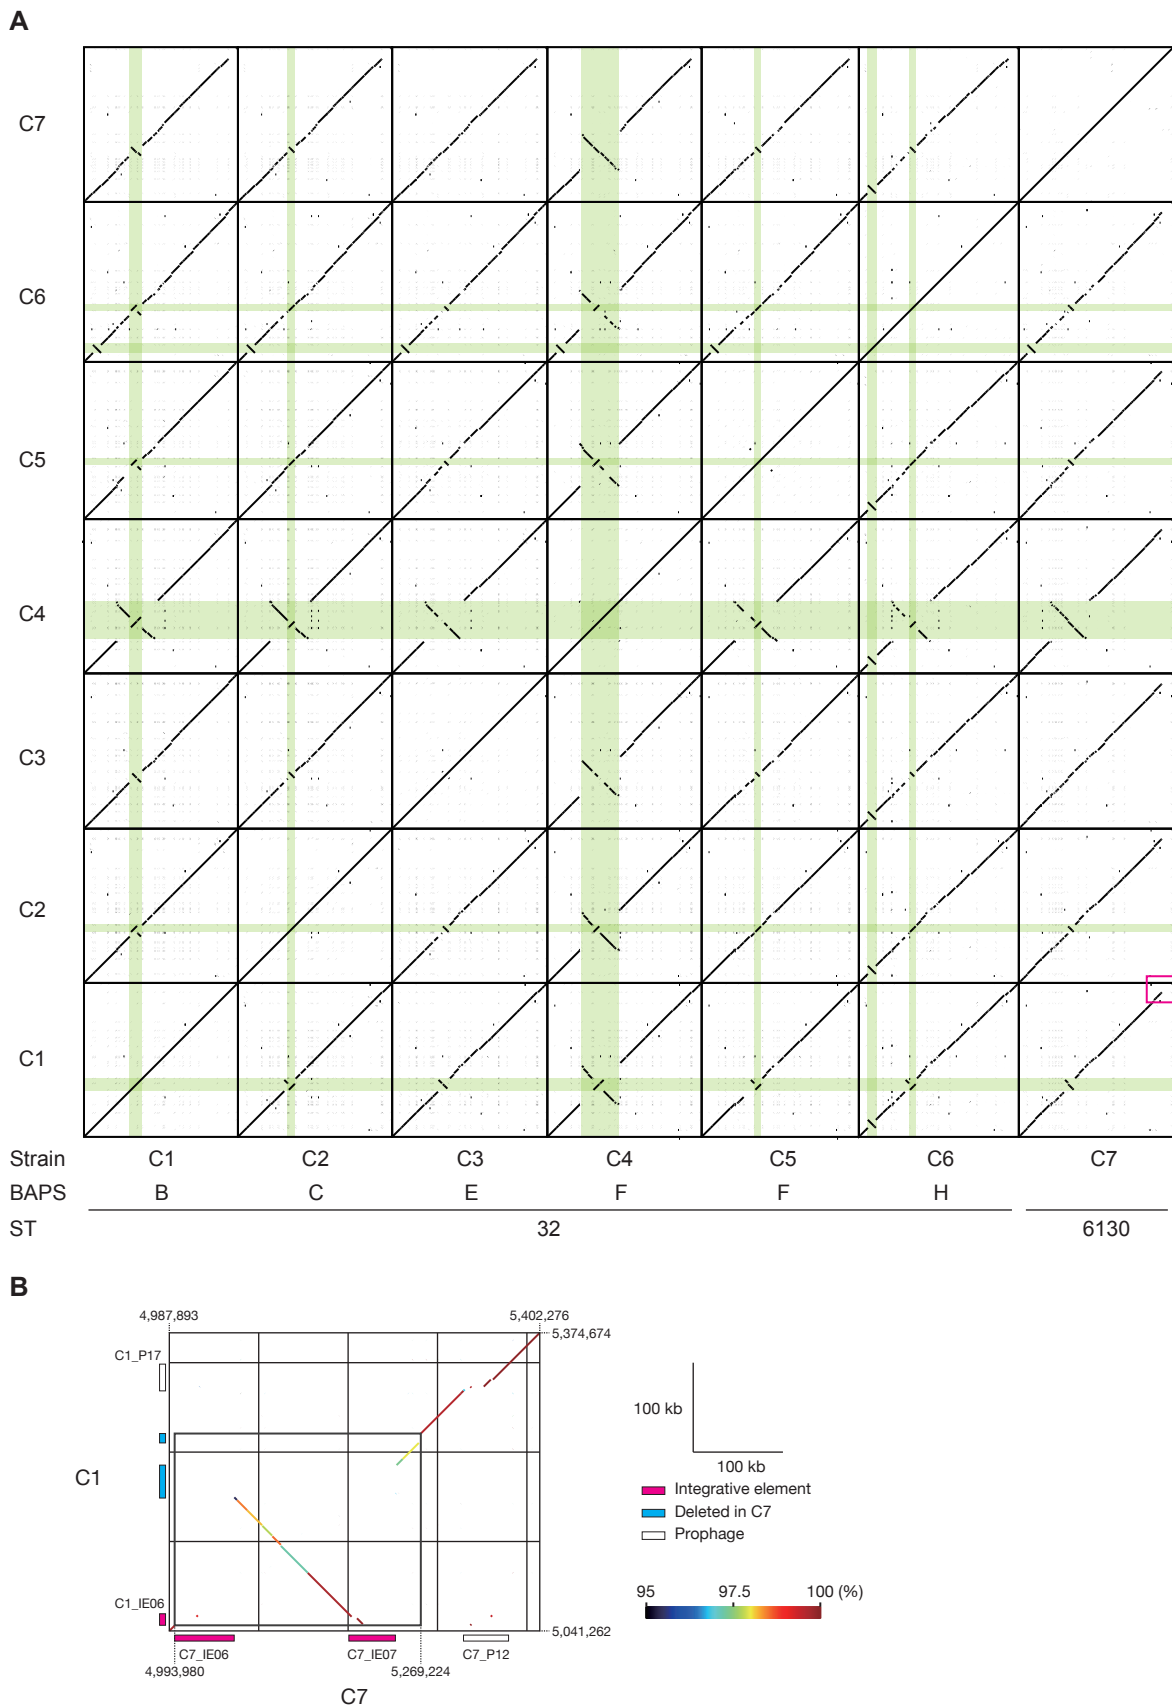 A
C7
C6
C5
C4
C3
C2
C1
Strain C1 C2 C3 C4 C5 C6 C7
BAPS B C E F F H
ST 32 6130
B
4,987,893 5,402,276
5,374,674
C1_P17
100 kb
100 kb
C1
Integrative element
Deleted in C7
Prophage
95 97.5 100 (%)
C1_IE06
5,041,262
C7_IE06 C7_IE07 C7_P12
4,993,980 5,269,224
C7